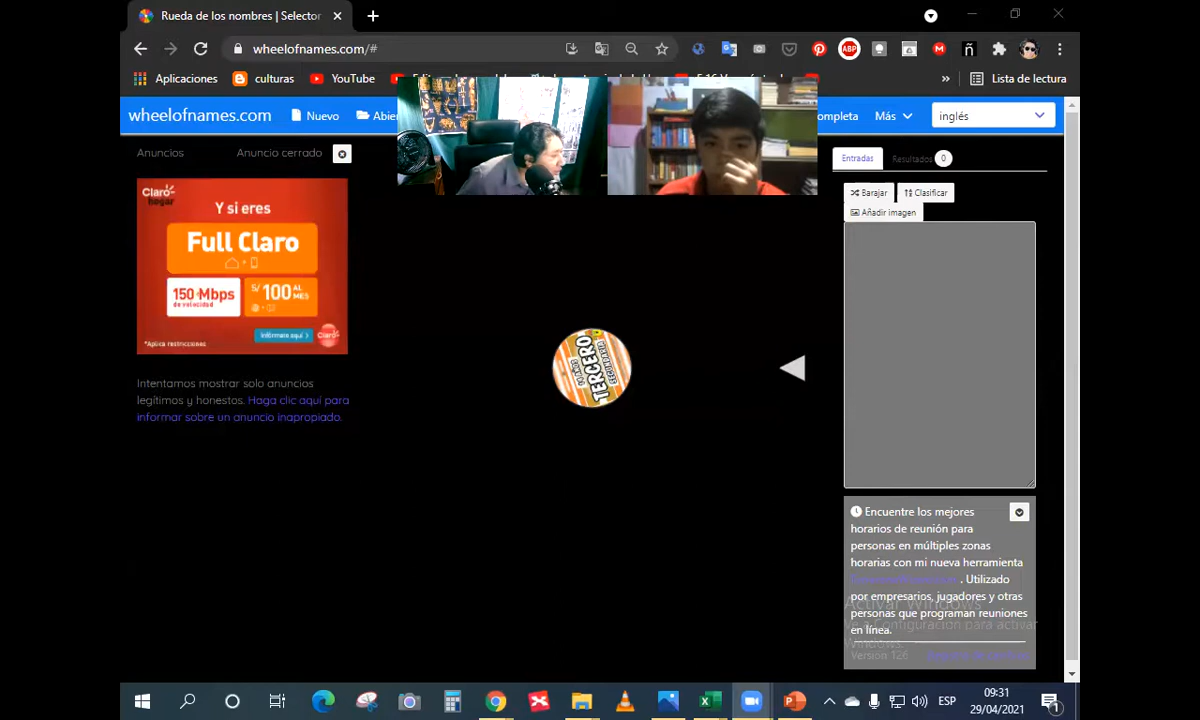 Rueda de los nombres | Selector
wheelofnames.com/#
Aplicaciones
culturas
YouTube
Lista de lectura
wheelofnames.com
Nuevo
Abier
ompleta
Más
inglés
Anuncios
Anuncio cerrado
Entradas
Resultados 0
Barajar
Clasificar
Añadir imagen
Claro
hogar
Y si eres
Full Claro
150 Mbps
de velocidad
S/ 100 AL MES
Infórmate aquí
Claro
*Aplica restricciones
Intentamos mostrar solo anuncios
legítimos y honestos. Haga clic aquí para
informar sobre un anuncio inapropiado.
TERCERO
SECUNDARIA
Encuentre los mejores
horarios de reunión para
personas en múltiples zonas
horarias con mi nueva herramienta
. Utilizado
por empresarios, jugadores y otras
personas que programan reuniones
en línea.
Activar Windows
Ve a Configuración para activar
Windows.
Versión 126
ESP
09:31
29/04/2021